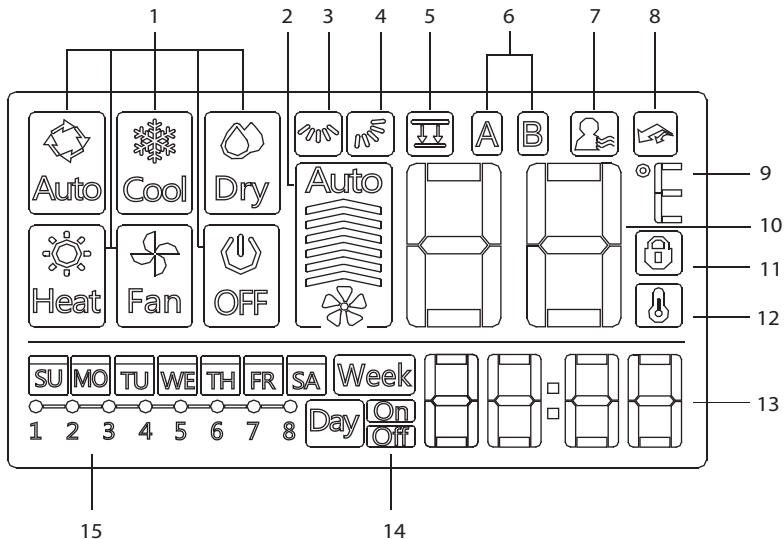 1 2 3 4 5 6 7 8
A B
Auto Cool Dry Auto
9
10
11
Heat Fan OFF
12
SU MO TU WE TH FR SA Week
13
Day On
Off
1 2 3 4 5 6 7 8
15 14